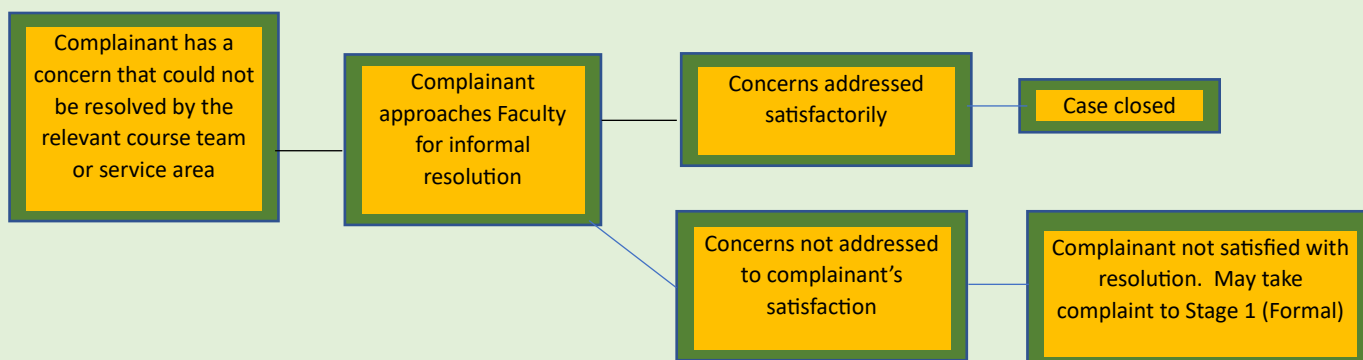 Complainant has a
concern that could not
be resolved by the
relevant course team
or service area
Complainant
approaches Faculty
for informal
resolution
Concerns addressed
satisfactorily
Case closed
Concerns not addressed
to complainant’s
satisfaction
Complainant not satisfied with
resolution.  May take
complaint to Stage 1 (Formal)